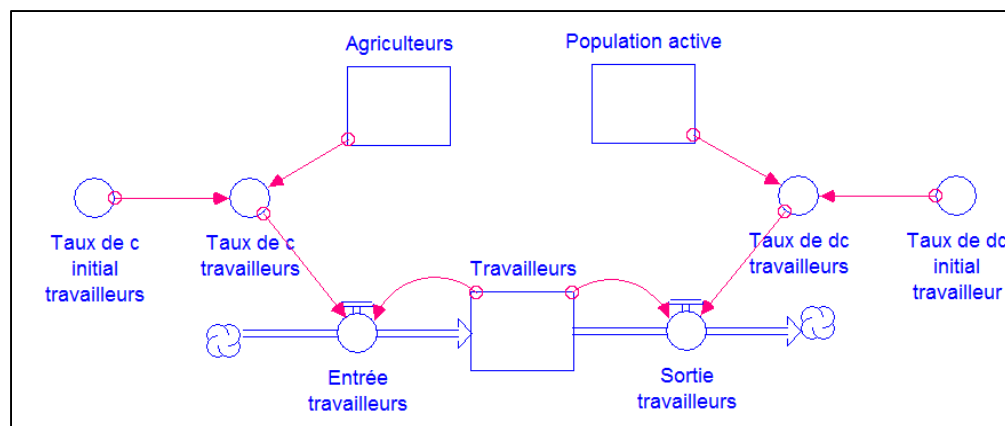 Agriculteurs
Population active
Taux de c
initial
travailleurs
Taux de c
travailleurs
Travailleurs
Taux de dc
travailleurs
Taux de dc
initial
travailleur
Entrée
travailleurs
Sortie
travailleurs